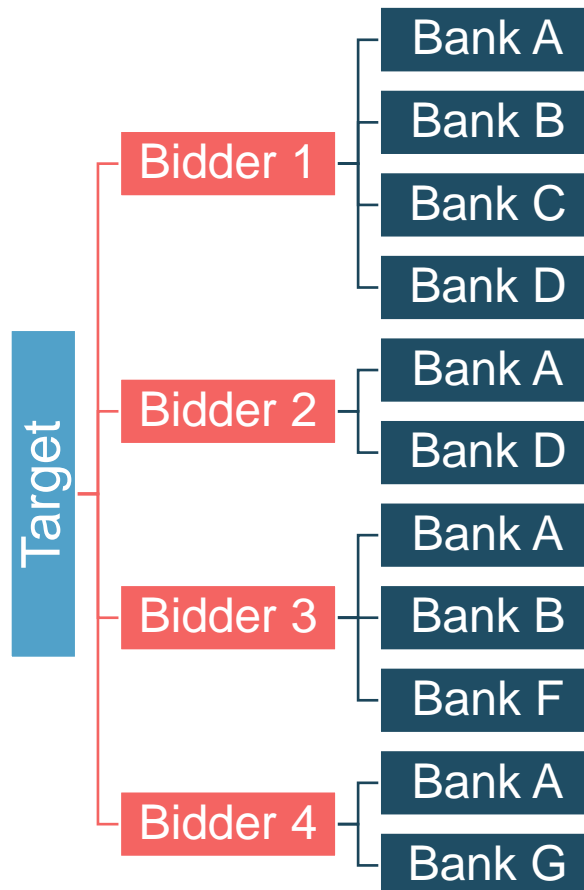 Target
Bidder 1
Bank A
Bank B
Bank C
Bank D
Bidder 2
Bank A
Bank D
Bidder 3
Bank A
Bank B
Bank F
Bidder 4
Bank A
Bank G